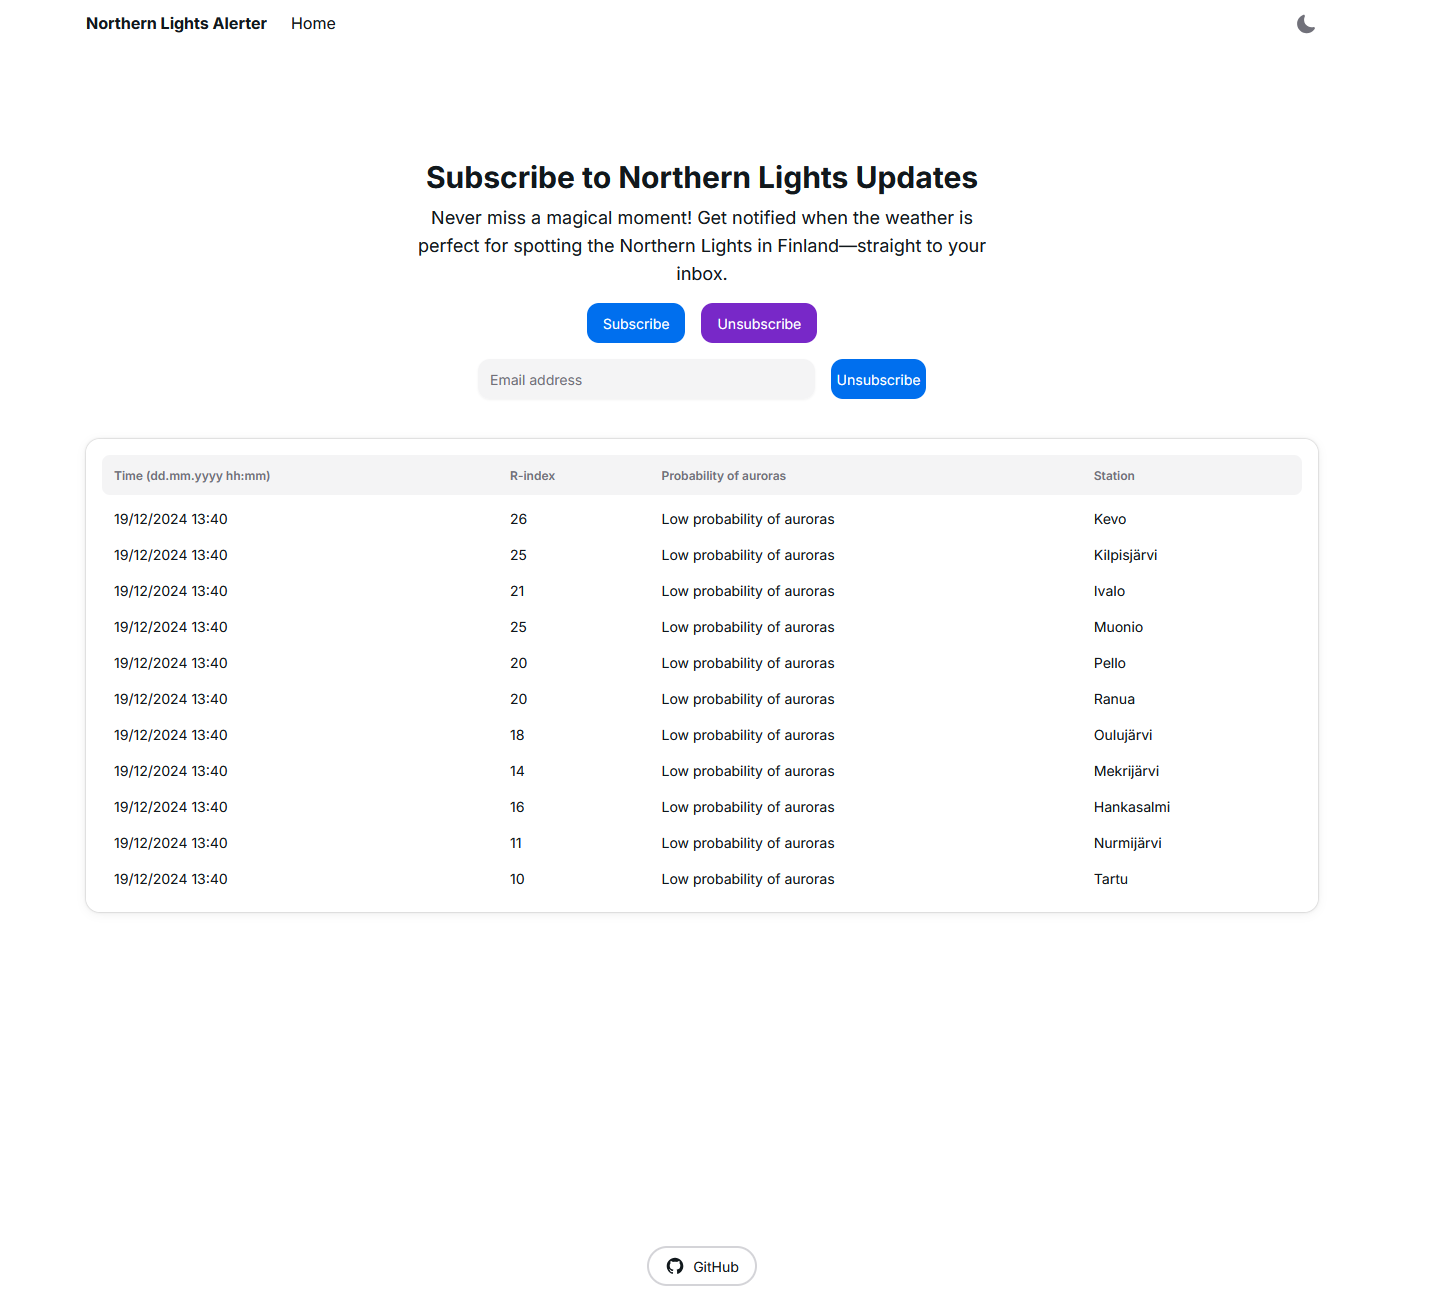 Northern Lights Alerter Home
Subscribe to Northern Lights Updates
Never miss a magical moment! Get notified when the weather is
perfect for spotting the Northern Lights in Finland—straight to your
inbox.
Subscribe Unsubscribe
Email address Unsubscribe
Time (dd.mm.yyyy hh:mm) R-index Probability of auroras Station
19/12/2024 13:40 26 Low probability of auroras Kevo
19/12/2024 13:40 25 Low probability of auroras Kilpisjärvi
19/12/2024 13:40 21 Low probability of auroras Ivalo
19/12/2024 13:40 25 Low probability of auroras Muonio
19/12/2024 13:40 20 Low probability of auroras Pello
19/12/2024 13:40 20 Low probability of auroras Ranua
19/12/2024 13:40 18 Low probability of auroras Oulujärvi
19/12/2024 13:40 14 Low probability of auroras Mekrijärvi
19/12/2024 13:40 16 Low probability of auroras Hankasalmi
19/12/2024 13:40 11 Low probability of auroras Nurmijärvi
19/12/2024 13:40 10 Low probability of auroras Tartu
GitHub